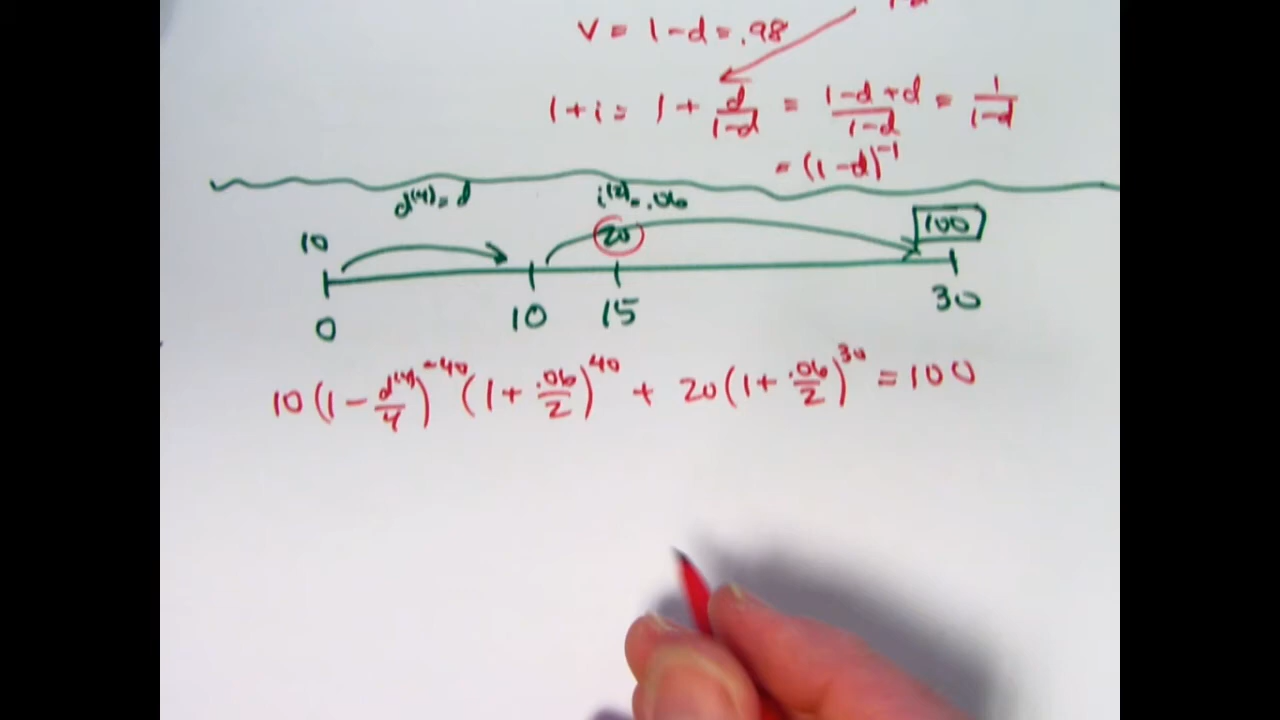 V = 1-d = .98
1+i = 1 + d/(1-d) = (1-d+d)/(1-d) = 1/(1-d)
= (1-d)^-1
d^(4) = d i^(2) = .06
10 20 100
0 10 15 30
10(1 - d^(4)/4)^-40 (1 + .06/2)^40 + 20(1 + .06/2)^30 = 100